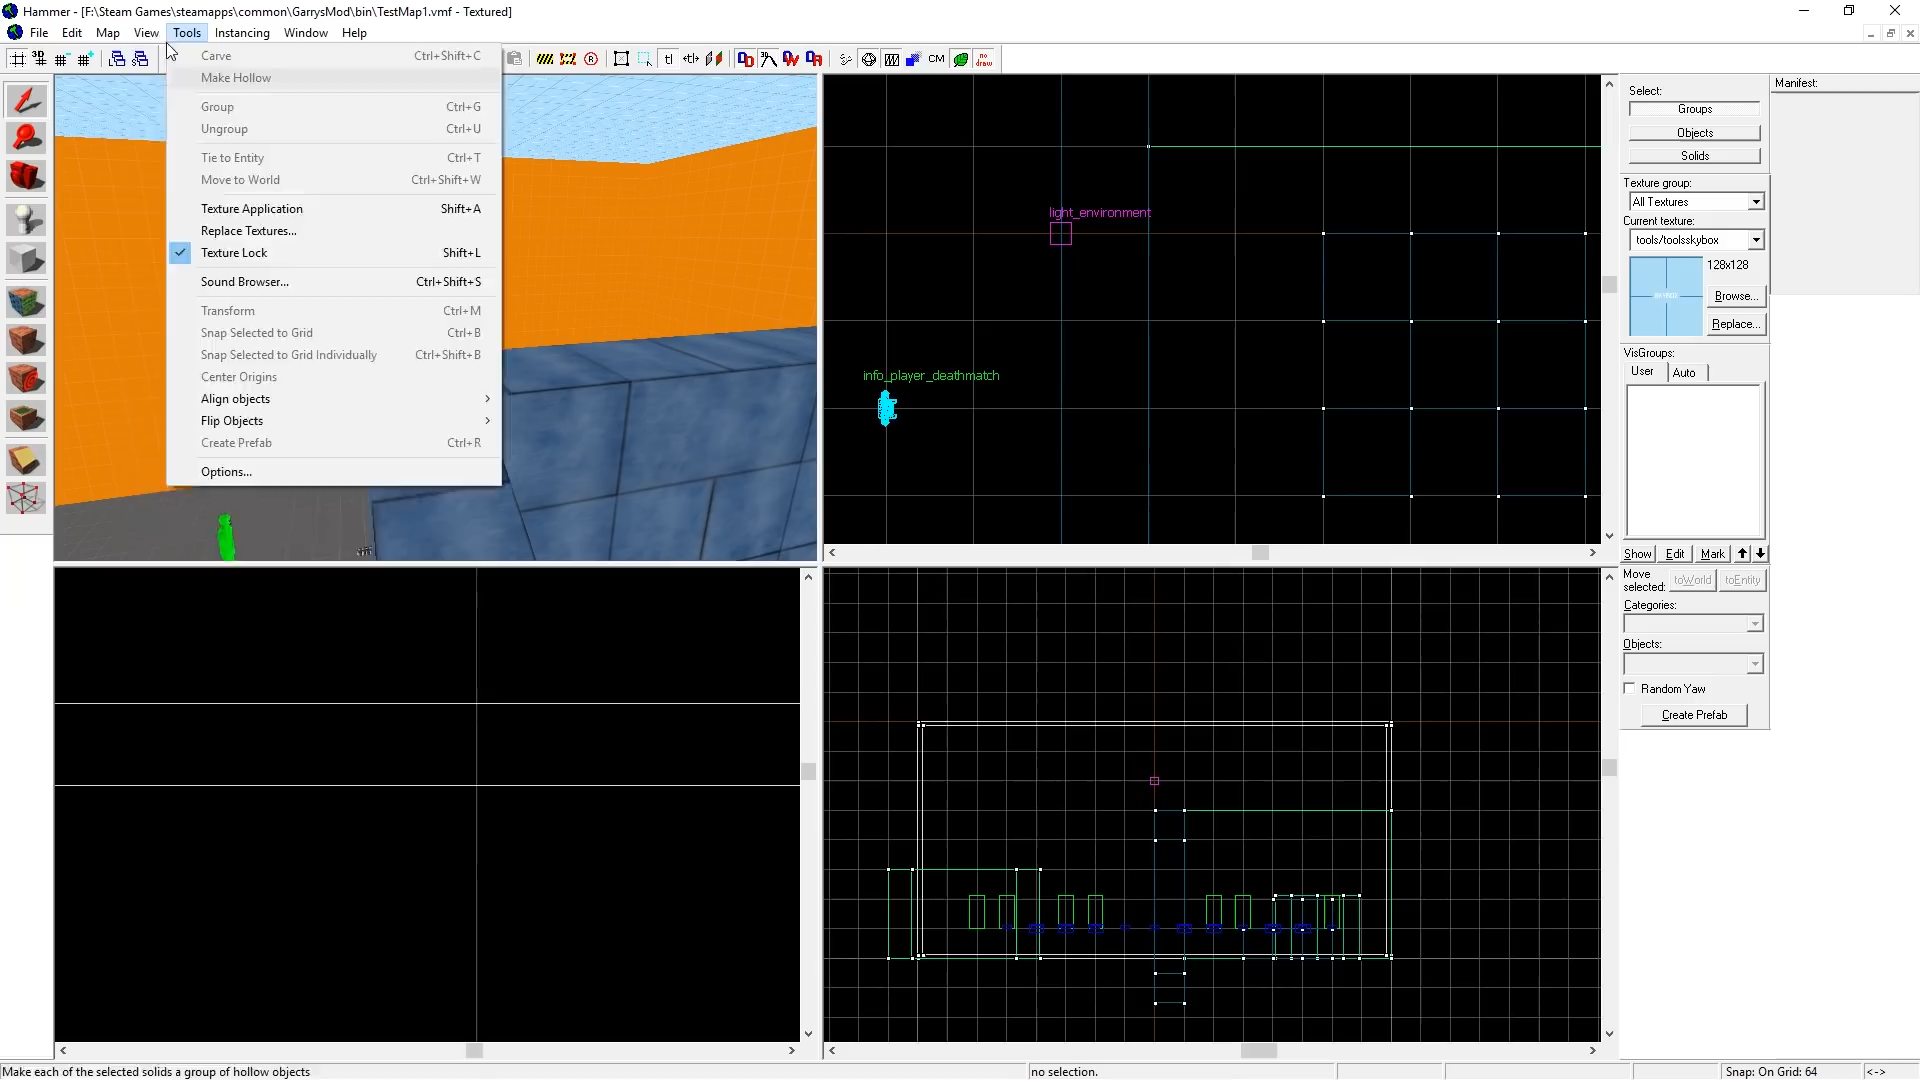 Hammer - [F:\Steam Games\steamapps\common\GarrysMod\bin\TestMap1.vmf - Textured]
File Edit Map View Tools Instancing Window Help
Carve Ctrl+Shift+C
Make Hollow
Group Ctrl+G
Ungroup Ctrl+U
Tie to Entity Ctrl+T
Move to World Ctrl+Shift+W
Texture Application Shift+A
Replace Textures...
Texture Lock Shift+L
Sound Browser... Ctrl+Shift+S
Transform Ctrl+M
Snap Selected to Grid Ctrl+B
Snap Selected to Grid Individually Ctrl+Shift+B
Center Origins
Align objects
Flip Objects
Create Prefab Ctrl+R
Options...
3D
tl
CM
no draw
light_environment
info_player_deathmatch
Select:
Groups
Objects
Solids
Texture group:
All Textures
Current texture:
tools/toolsskybox
128x128
Browse...
Replace...
VisGroups:
User Auto
Show Edit Mark
Move selected: toWorld toEntity
Categories:
Objects:
Random Yaw
Create Prefab
Manifest:
Make each of the selected solids a group of hollow objects
no selection.
Snap: On Grid: 64
<->